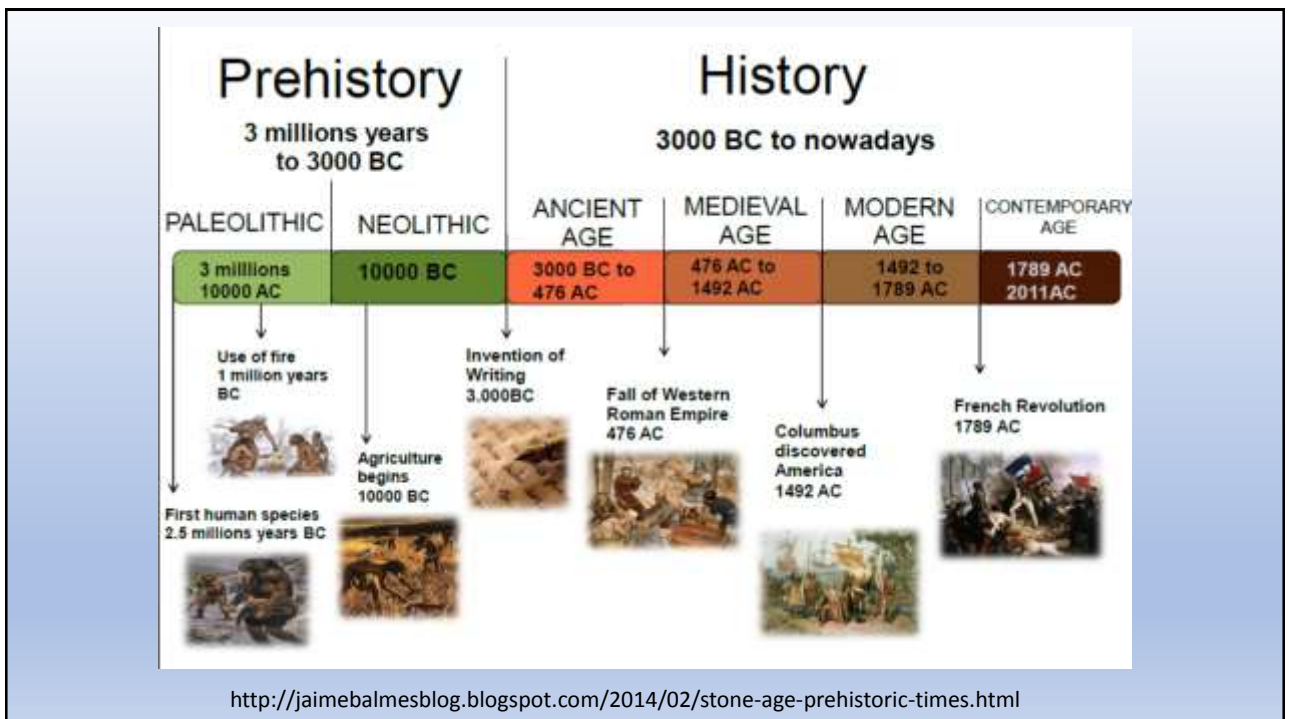 Prehistory
3 millions years
to 3000 BC
History
3000 BC to nowadays
PALEOLITHIC
NEOLITHIC
ANCIENT
AGE
MEDIEVAL
AGE
MODERN
AGE
CONTEMPORARY
AGE
3 milllions
10000 AC
10000 BC
3000 BC to
476 AC
476 AC to
1492 AC
1492 to
1789 AC
1789 AC
2011AC
Use of fire
1 million years
BC
First human species
2.5 millions years BC
Agriculture
begins
10000 BC
Invention of
Writing
3.000BC
Fall of Western
Roman Empire
476 AC
Columbus
discovered
America
1492 AC
French Revolution
1789 AC
http://jaimebalmesblog.blogspot.com/2014/02/stone-age-prehistoric-times.html